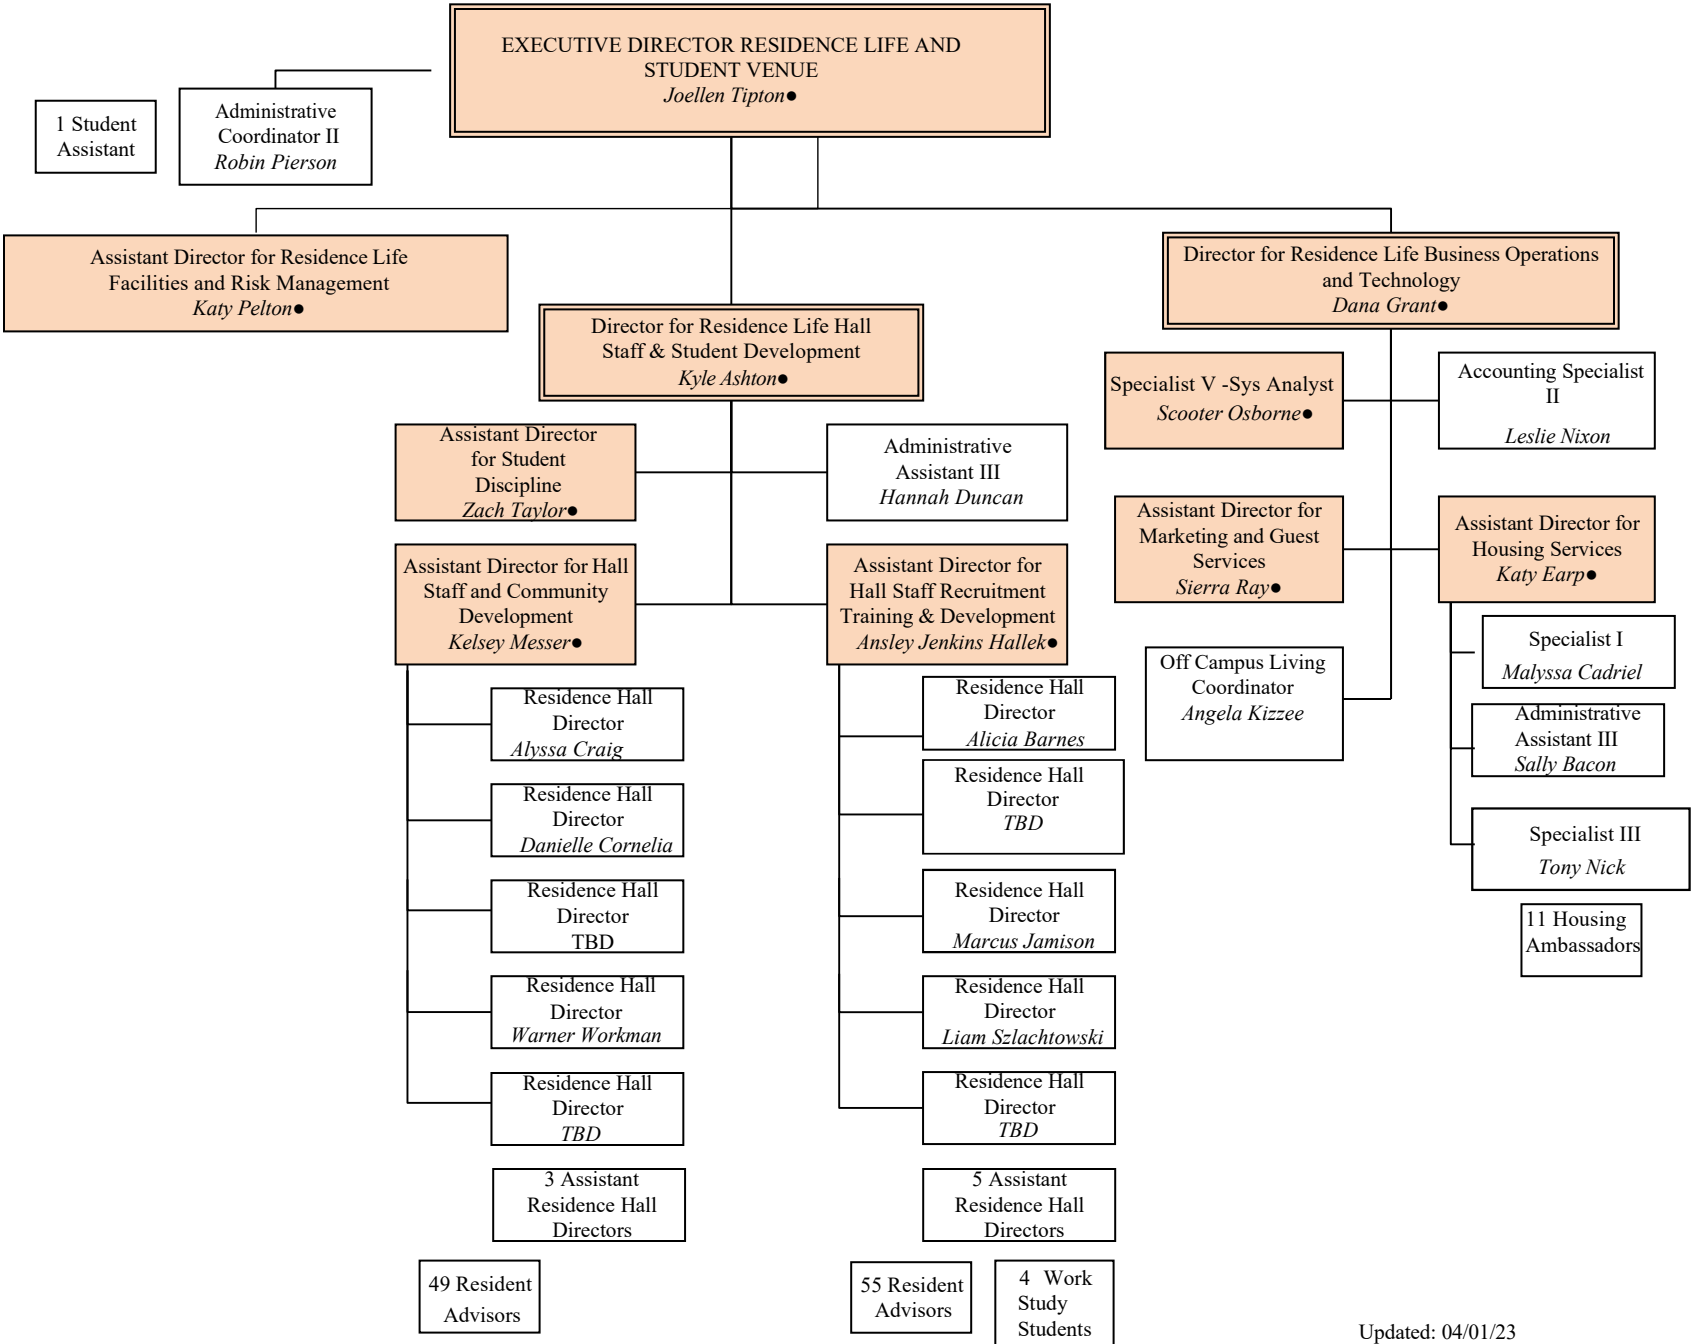 EXECUTIVE DIRECTOR RESIDENCE LIFE AND
STUDENT VENUE
Joellen Tipton●
1 Student
Assistant
Administrative
Coordinator II
Robin Pierson
Assistant Director for Residence Life
Facilities and Risk Management
Katy Pelton●
Director for Residence Life Hall
Staff & Student Development
Kyle Ashton●
Director for Residence Life Business Operations
and Technology
Dana Grant●
Assistant Director
for Student
Discipline
Zach Taylor●
Administrative
Assistant III
Hannah Duncan
Assistant Director for Hall
Staff and Community
Development
Kelsey Messer●
Assistant Director for
Hall Staff Recruitment
Training & Development
Ansley Jenkins Hallek●
Residence Hall
Director
Alyssa Craig
Residence Hall
Director
Danielle Cornelia
Residence Hall
Director
TBD
Residence Hall
Director
Warner Workman
Residence Hall
Director
TBD
3 Assistant
Residence Hall
Directors
49 Resident
Advisors
Residence Hall
Director
Alicia Barnes
Residence Hall
Director
TBD
Residence Hall
Director
Marcus Jamison
Residence Hall
Director
Liam Szlachtowski
Residence Hall
Director
TBD
5 Assistant
Residence Hall
Directors
55 Resident
Advisors
4 Work
Study
Students
Specialist V -Sys Analyst
Scooter Osborne●
Accounting Specialist
II
Leslie Nixon
Assistant Director for
Marketing and Guest
Services
Sierra Ray●
Assistant Director for
Housing Services
Katy Earp●
Off Campus Living
Coordinator
Angela Kizzee
Specialist I
Malyssa Cadriel
Administrative
Assistant III
Sally Bacon
Specialist III
Tony Nick
11 Housing
Ambassadors
Updated: 04/01/23